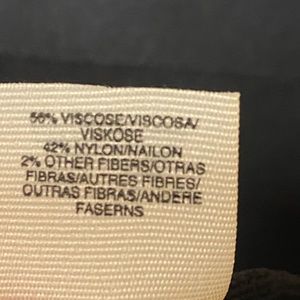 56% VISCOSE/VISCOSA/
VISKOSE
42% NYLON/NAILON
2% OTHER FIBERS/OTRAS
FIBRAS/AUTRES FIBRES/
OUTRAS FIBRAS/ANDERE
FASERNS